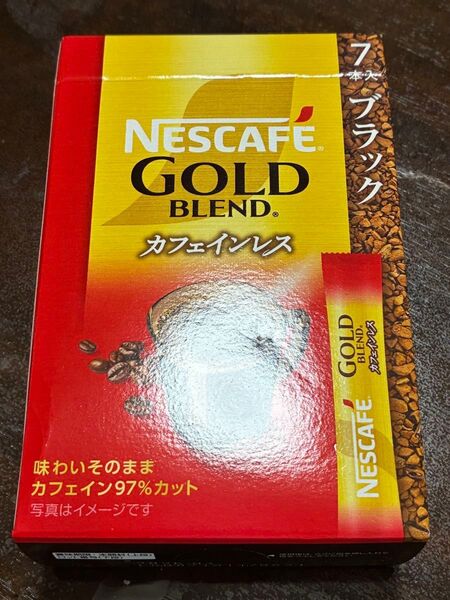 7
本入
ブラック
NESCAFÉ®
GOLD
BLEND®
カフェインレス
GOLD
BLEND®
カフェインレス
NESCAFÉ®
味わいそのまま
カフェイン97%カット
写真はイメージです